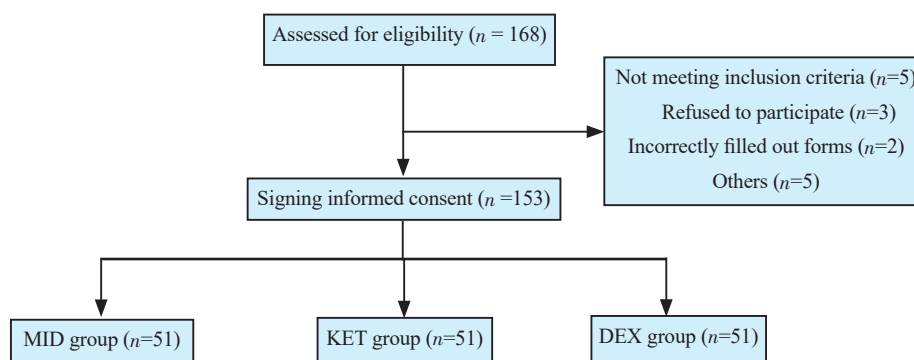 Assessed for eligibility (n = 168)
Not meeting inclusion criteria (n=5)
Refused to participate (n=3)
Incorrectly filled out forms (n=2)
Others (n=5)
Signing informed consent (n =153)
MID group (n=51)
KET group (n=51)
DEX group (n=51)